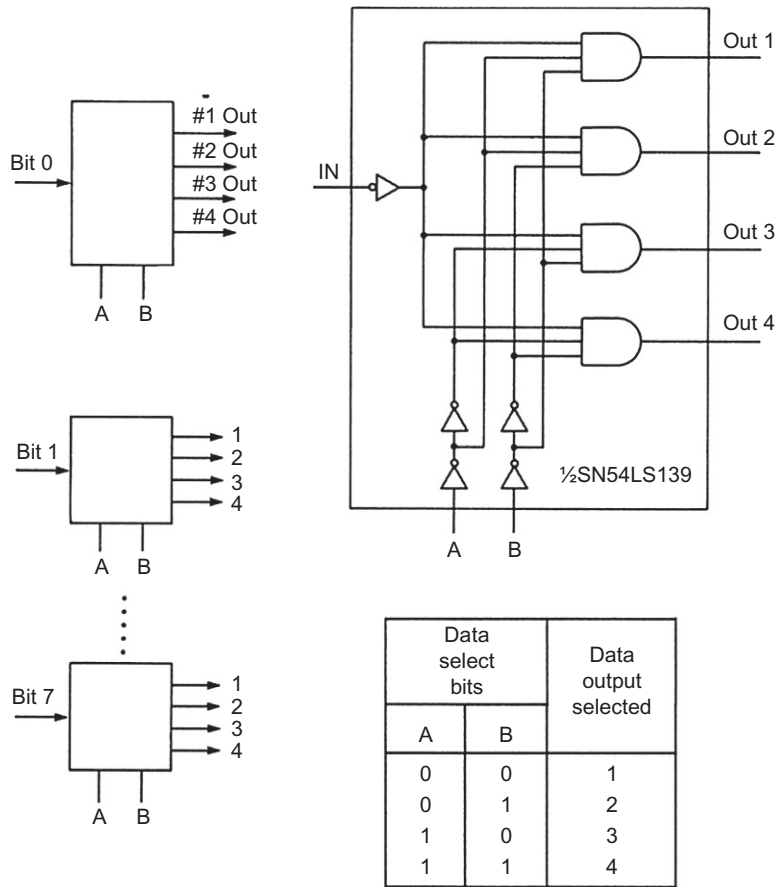 #1 Out
#2 Out
#3 Out
#4 Out
Bit 0
A B
Bit 1
1
2
3
4
A B
Bit 7
1
2
3
4
A B
IN
Out 1
Out 2
Out 3
Out 4
½SN54LS139
A B
Data
select
bits
Data
output
selected
A B
0 0 1
0 1 2
1 0 3
1 1 4